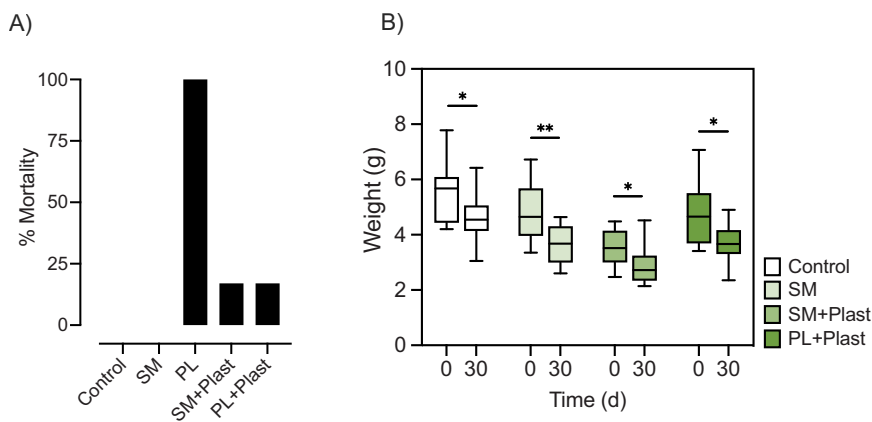 A)
B)
100
75
50
25
0
% Mortality
Control
SM
PL
SM+Plast
PL+Plast
10
8
6
4
2
0
Weight (g)
*
**
*
*
0 30 0 30 0 30 0 30
Time (d)
Control
SM
SM+Plast
PL+Plast